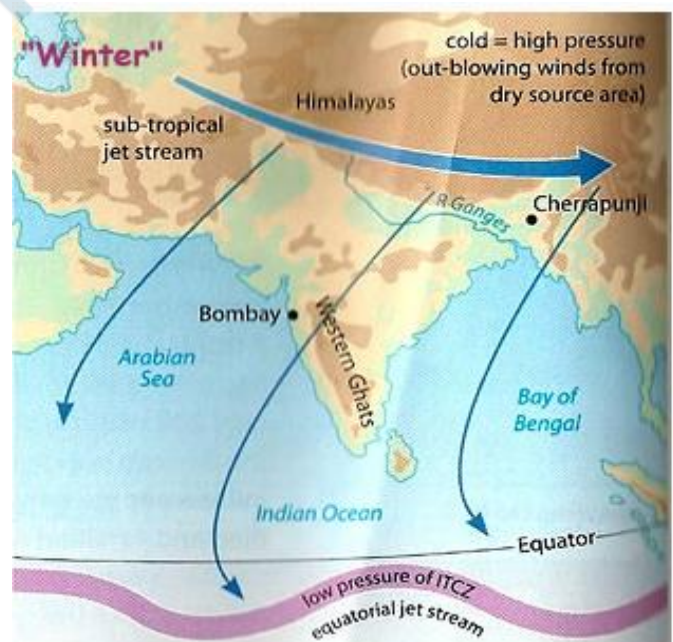 "Winter"
cold = high pressure
(out-blowing winds from
dry source area)
Himalayas
sub-tropical
jet stream
R Ganges
Cherrapunji
Bombay
Western Ghats
Arabian
Sea
Bay of
Bengal
Indian Ocean
Equator
low pressure of ITCZ
equatorial jet stream